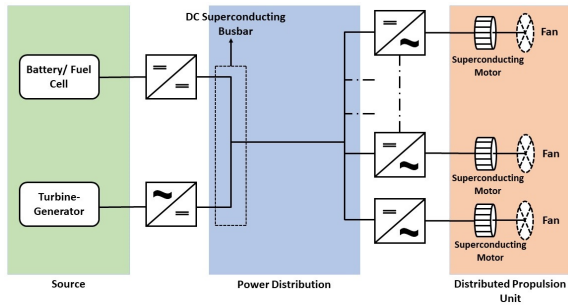 DC Superconducting
Busbar
Battery/ Fuel
Cell
Turbine-
Generator
Fan
Superconducting
Motor
Fan
Superconducting
Motor
Fan
Superconducting
Motor
Source
Power Distribution
Distributed Propulsion
Unit